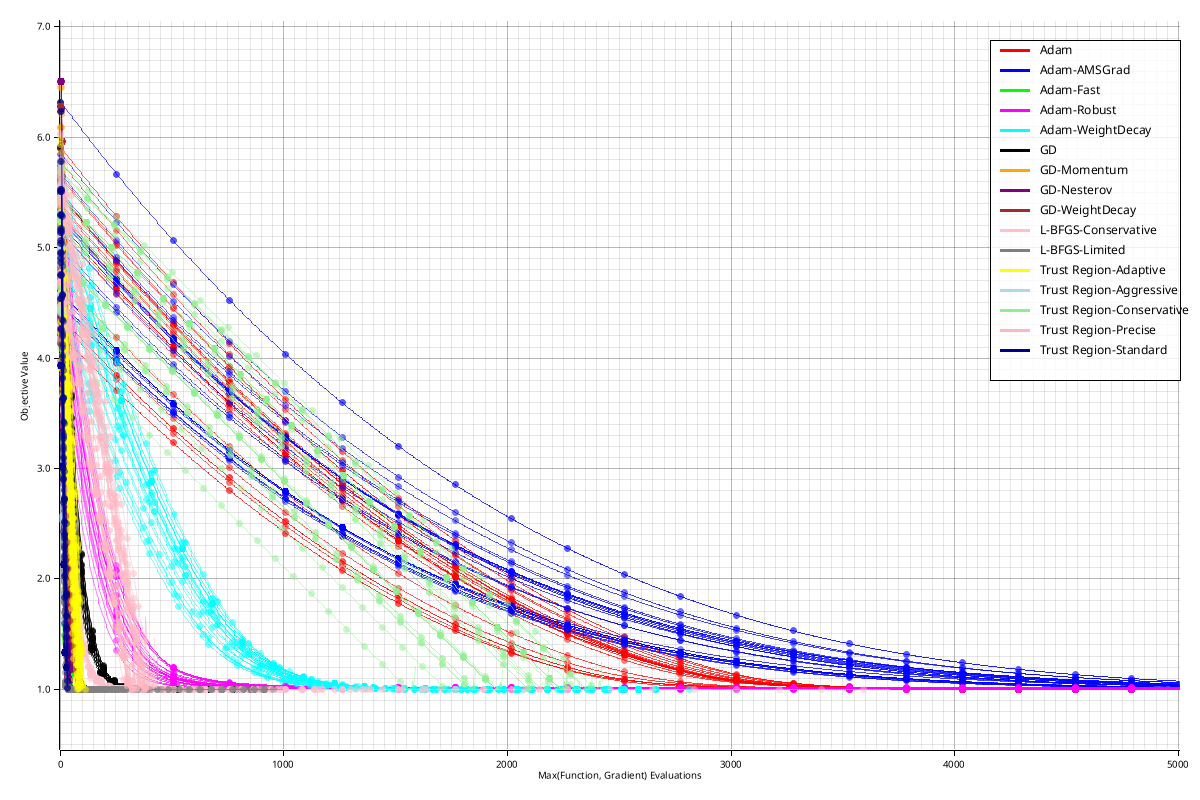 7.0
6.0
5.0
4.0
3.0
2.0
1.0
Objective Value
0
1000
2000
3000
4000
5000
Max(Function, Gradient) Evaluations
Adam
Adam-AMSGrad
Adam-Fast
Adam-Robust
Adam-WeightDecay
GD
GD-Momentum
GD-Nesterov
GD-WeightDecay
L-BFGS-Conservative
L-BFGS-Limited
Trust Region-Adaptive
Trust Region-Aggressive
Trust Region-Conservative
Trust Region-Precise
Trust Region-Standard